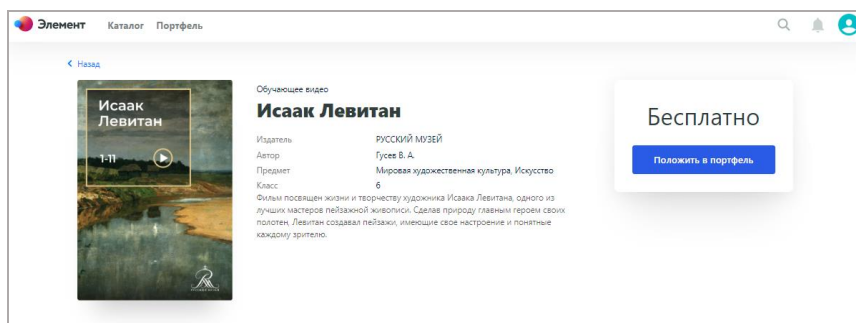 Элемент Каталог Портфель
Назад
Исаак
Левитан
1-11
Обучающее видео
Исаак Левитан
Издатель РУССКИЙ МУЗЕЙ
Автор Гусев В. А.
Предмет Мировая художественная культура, Искусство
Класс 6
Фильм посвящен жизни и творчеству художника Исаака Левитана, одного из
лучших мастеров пейзажной живописи. Сделав природу главным героем своих
полотен, Левитан создавал пейзажи, имеющие свое настроение и понятные
каждому зрителю.
Бесплатно
Положить в портфель